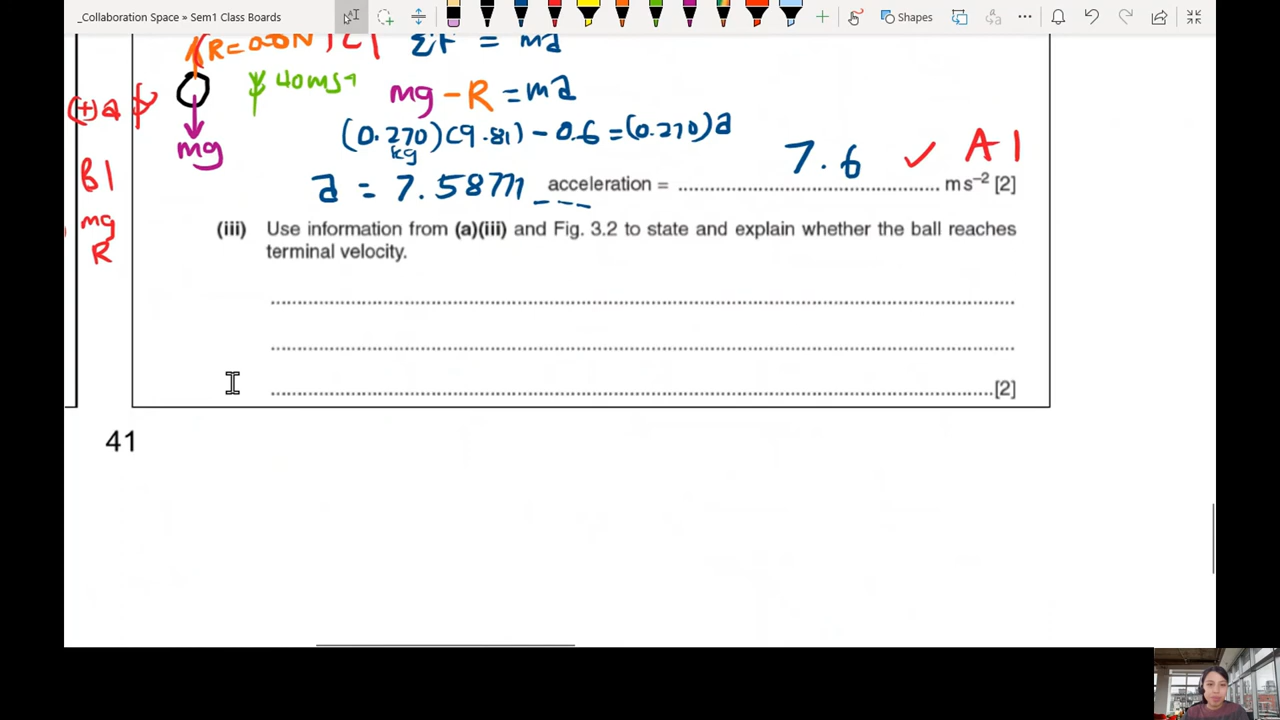 _Collaboration Space » Sem1 Class Boards
Shapes
R=0.6N
ΣF = ma
40ms⁻¹
(+)a
mg - R = ma
(0.270)(9.81) - 0.6 = (0.270)a
kg
mg
7.6 ✓ A1
B1
a = 7.58777
acceleration = .................................................. ms⁻² [2]
mg
R
(iii) Use information from (a)(iii) and Fig. 3.2 to state and explain whether the ball reaches
terminal velocity.
[2]
41